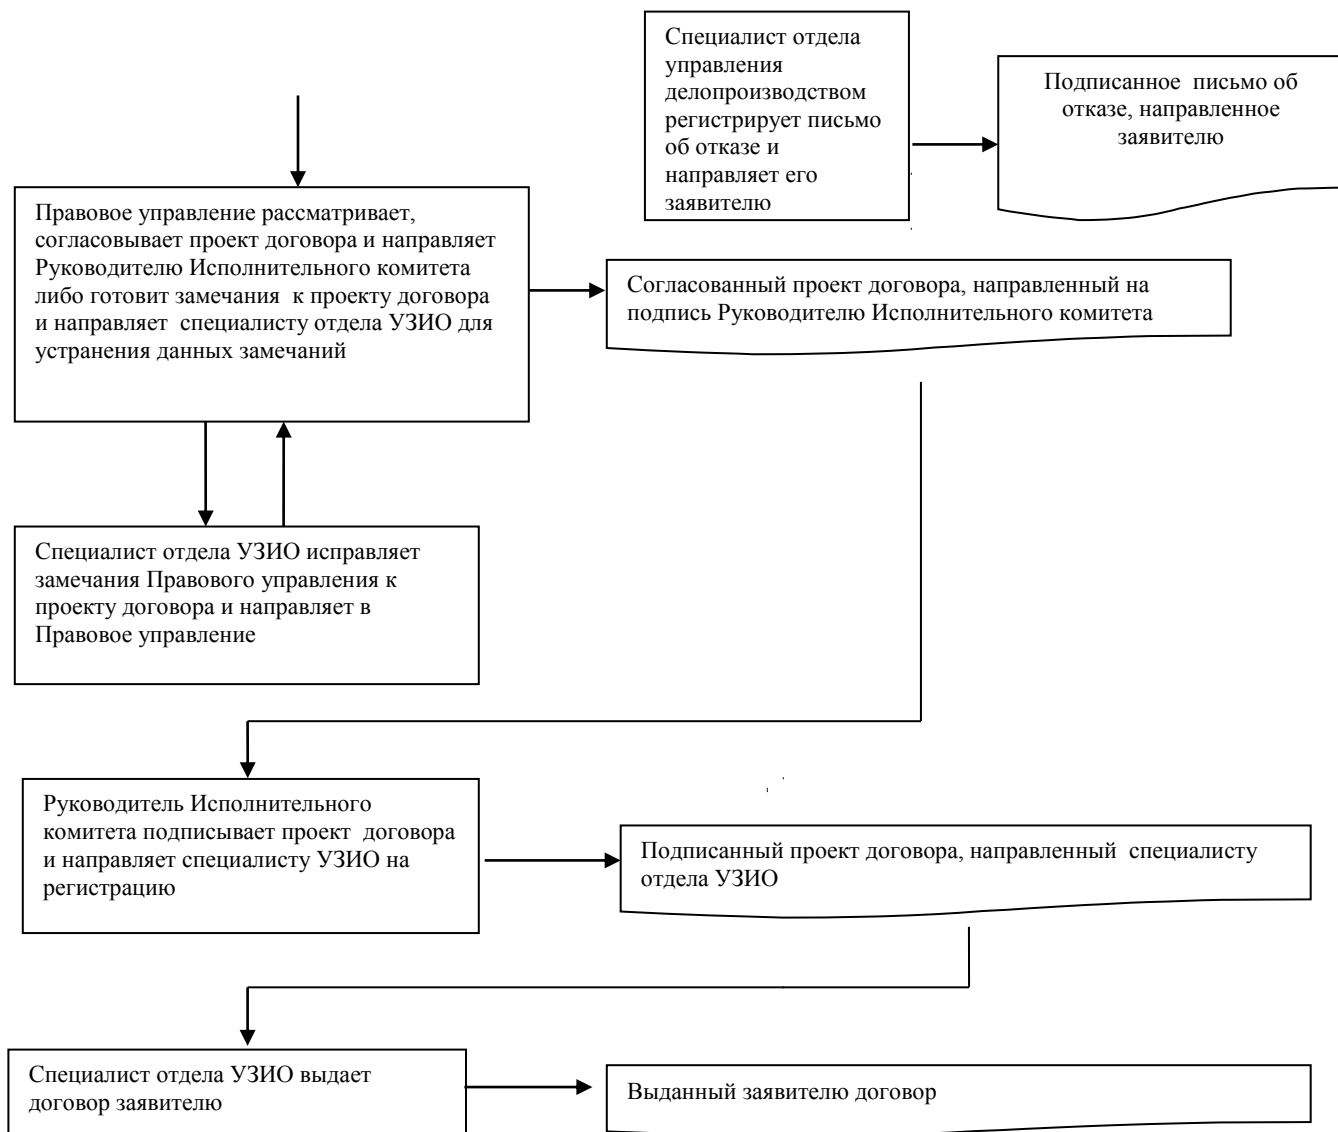 Специалист отдела
управления
делопроизводством
регистрирует письмо
об отказе и
направляет его
заявителю
Подписанное письмо об
отказе, направленное
заявителю
Правовое управление рассматривает,
согласовывает проект договора и направляет
Руководителю Исполнительного комитета
либо готовит замечания к проекту договора
и направляет специалисту отдела УЗИО для
устранения данных замечаний
Согласованный проект договора, направленный на
подпись Руководителю Исполнительного комитета
Специалист отдела УЗИО исправляет
замечания Правового управления к
проекту договора и направляет в
Правовое управление
Руководитель Исполнительного
комитета подписывает проект договора
и направляет специалисту УЗИО на
регистрацию
Подписанный проект договора, направленный специалисту
отдела УЗИО
Специалист отдела УЗИО выдает
договор заявителю
Выданный заявителю договор